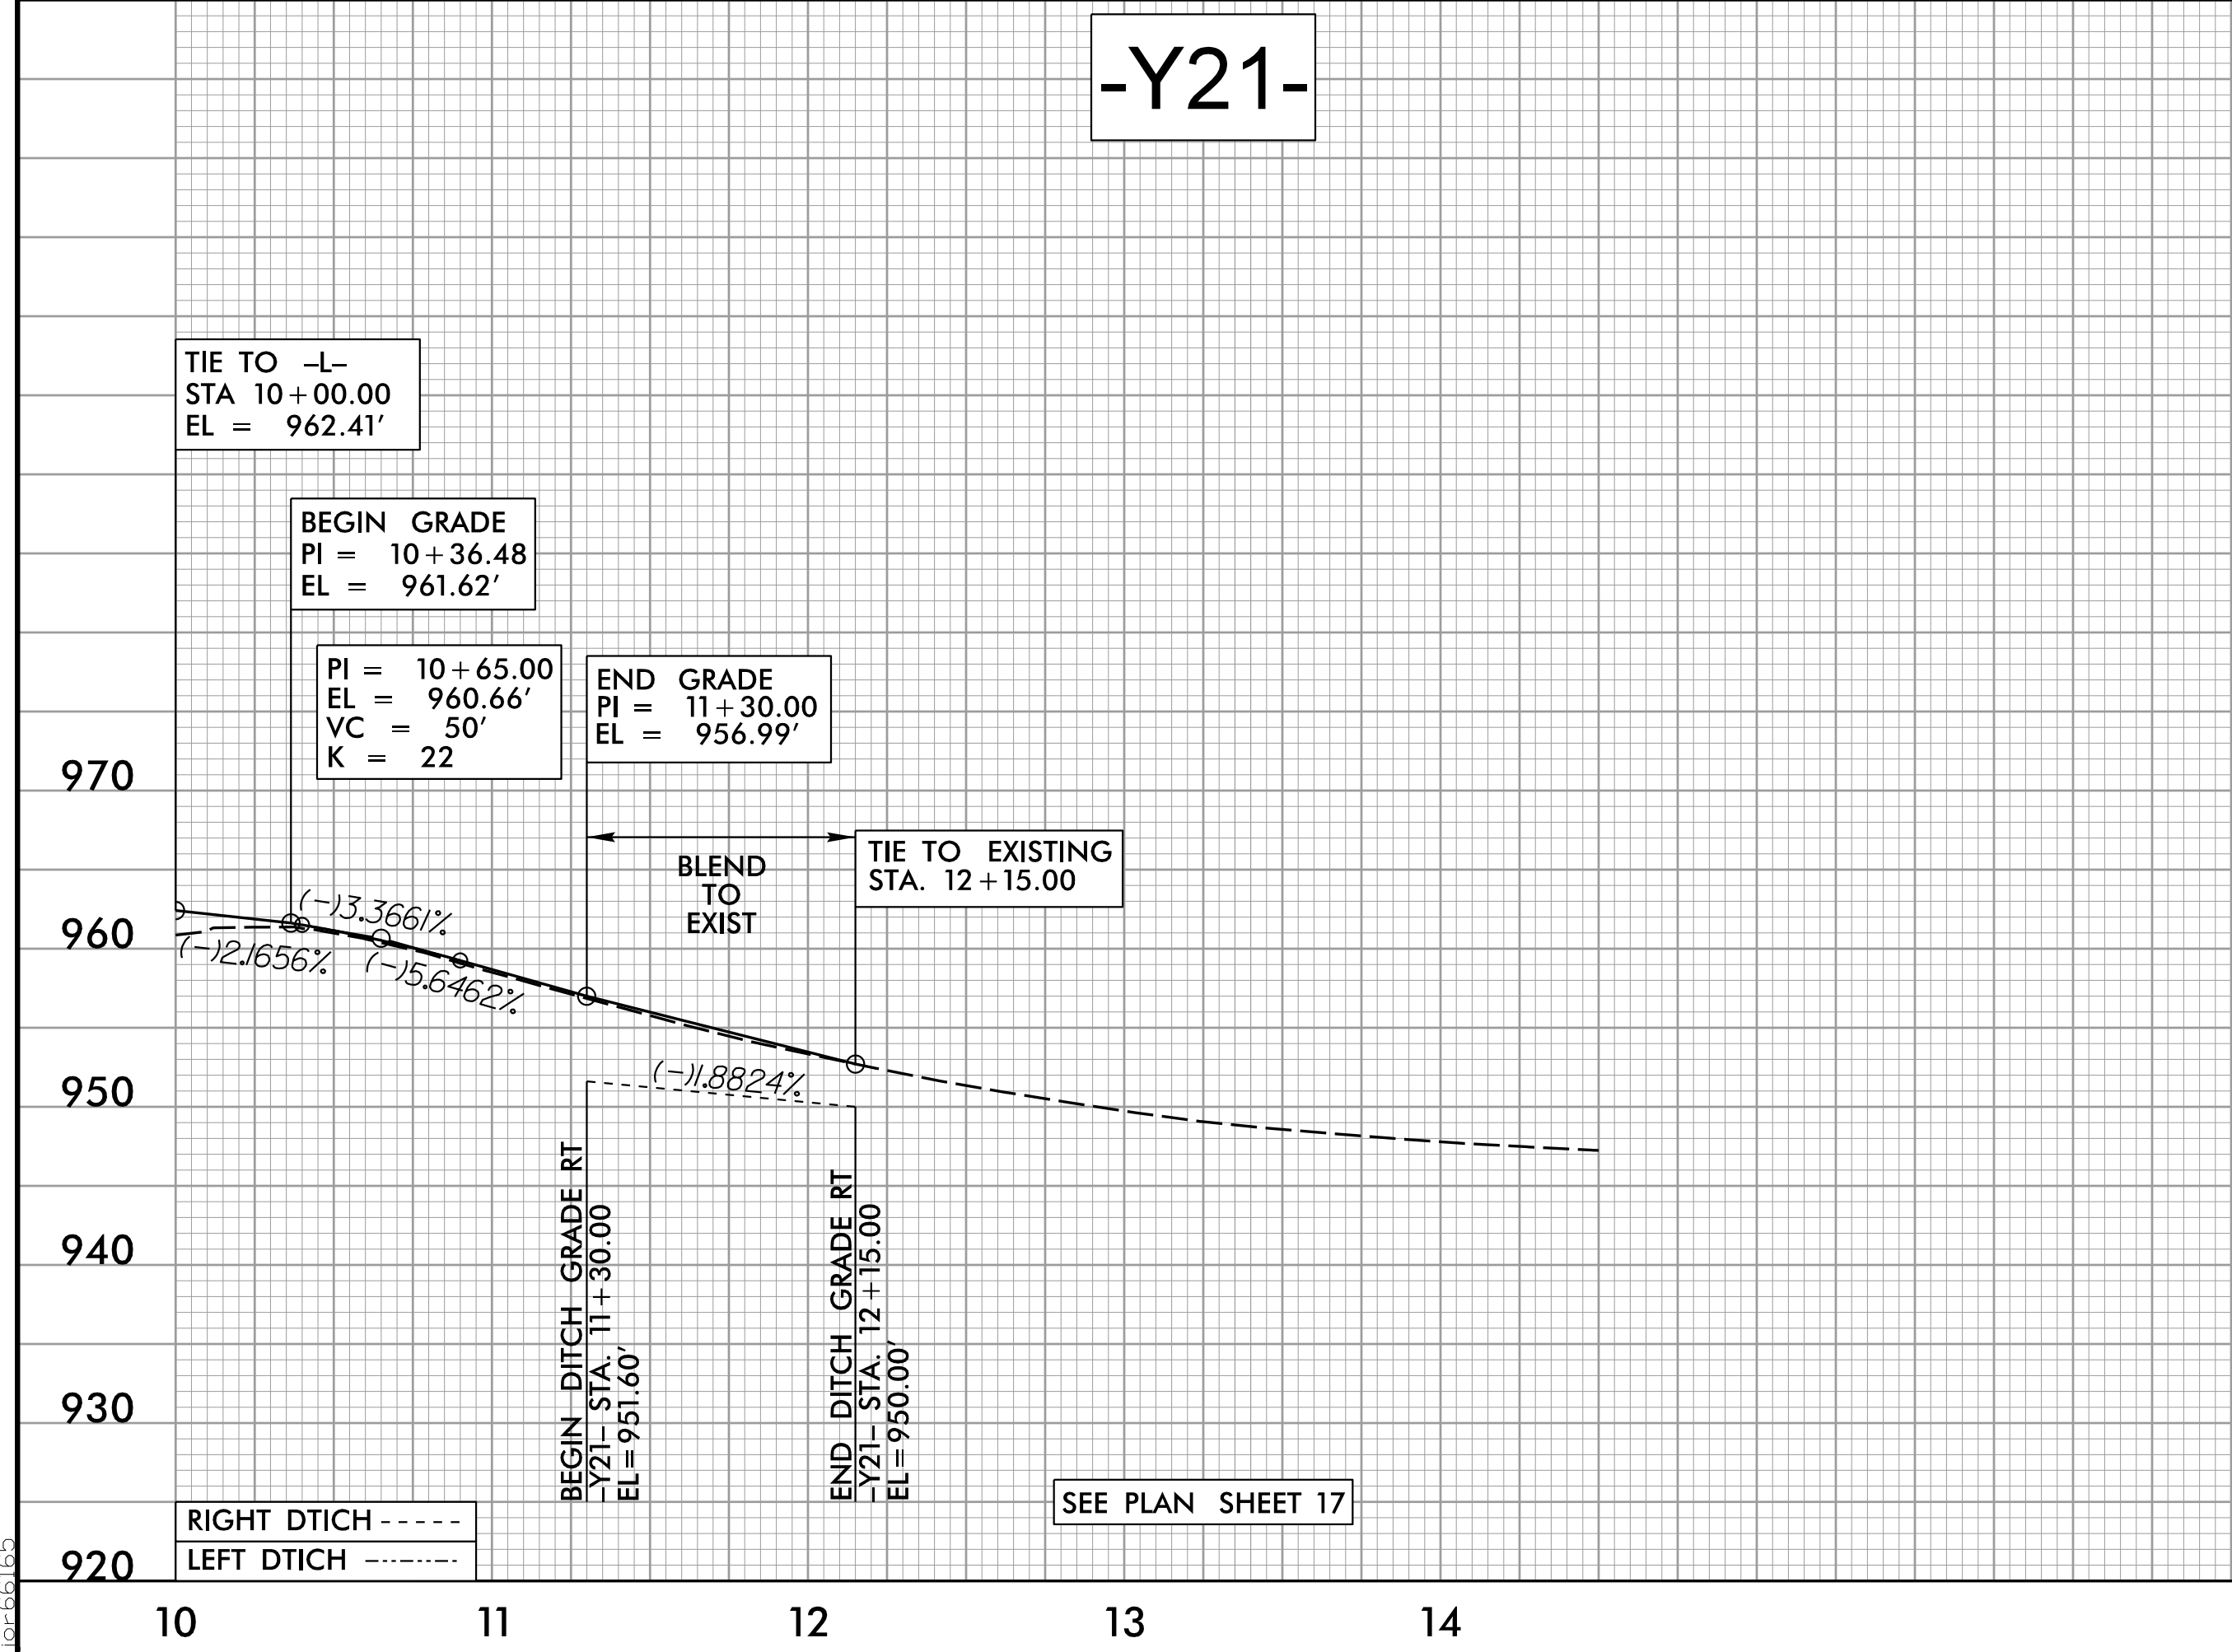 -Y21-
TIE TO -L-
STA 10+00.00
EL = 962.41'
BEGIN GRADE
PI = 10+36.48
EL = 961.62'
PI = 10+65.00
EL = 960.66'
VC = 50'
K = 22
END GRADE
PI = 11+30.00
EL = 956.99'
TIE TO EXISTING
STA. 12+15.00
BLEND
TO
EXIST
970
960
950
940
930
920
(-)3.3661%
(-)2.1656%
(-)5.6462%
(-)1.8824%
BEGIN DITCH GRADE RT
-Y21- STA. 11+30.00
EL=951.60'
END DITCH GRADE RT
-Y21- STA. 12+15.00
EL=950.00'
SEE PLAN SHEET 17
RIGHT DTICH
LEFT DTICH
10 11 12 13 14